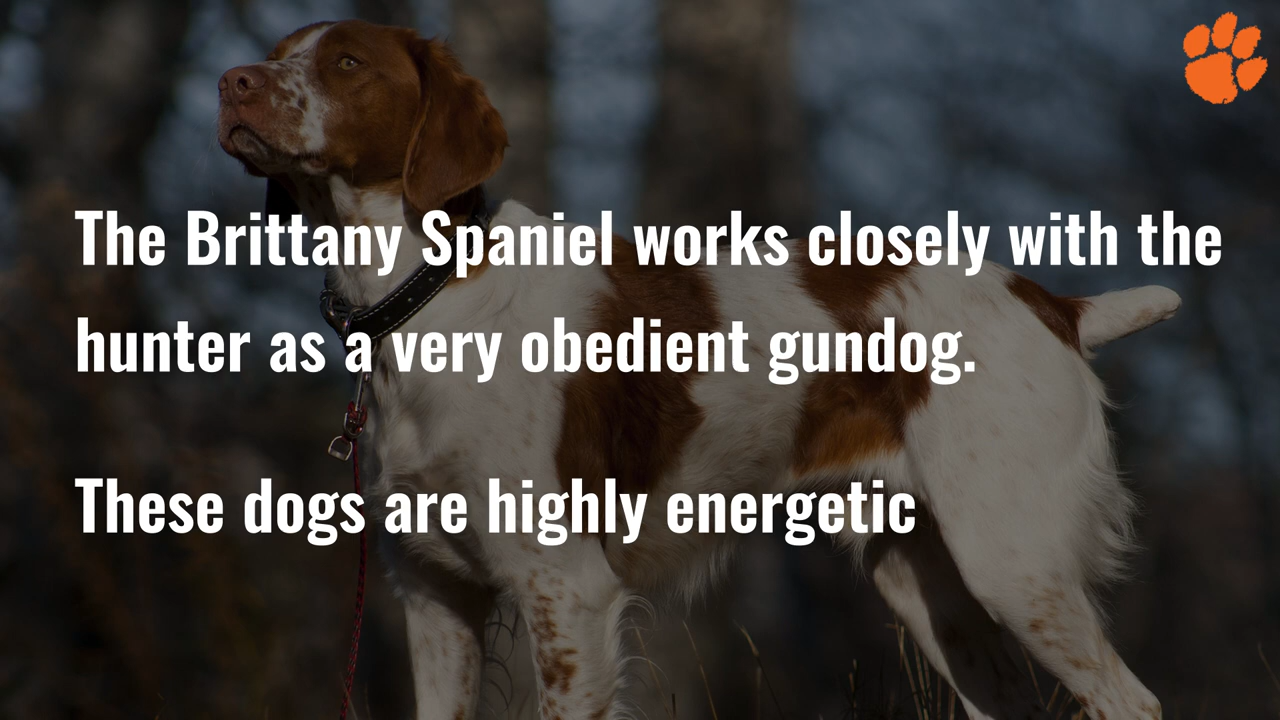 The Brittany Spaniel works closely with the
hunter as a very obedient gundog.
These dogs are highly energetic